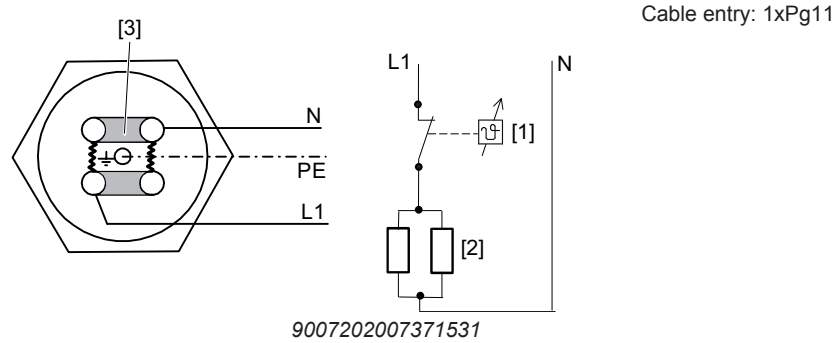 Cable entry: 1xPg11
[3]
N
PE
L1
L1
N
ϑ
[1]
[2]
9007202007371531